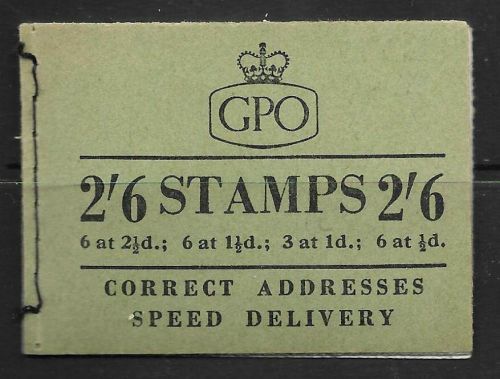 GPO
2'6 STAMPS 2'6
6 at 2½d.; 6 at 1½d.; 3 at 1d.; 6 at ½d.
CORRECT ADDRESSES
SPEED DELIVERY